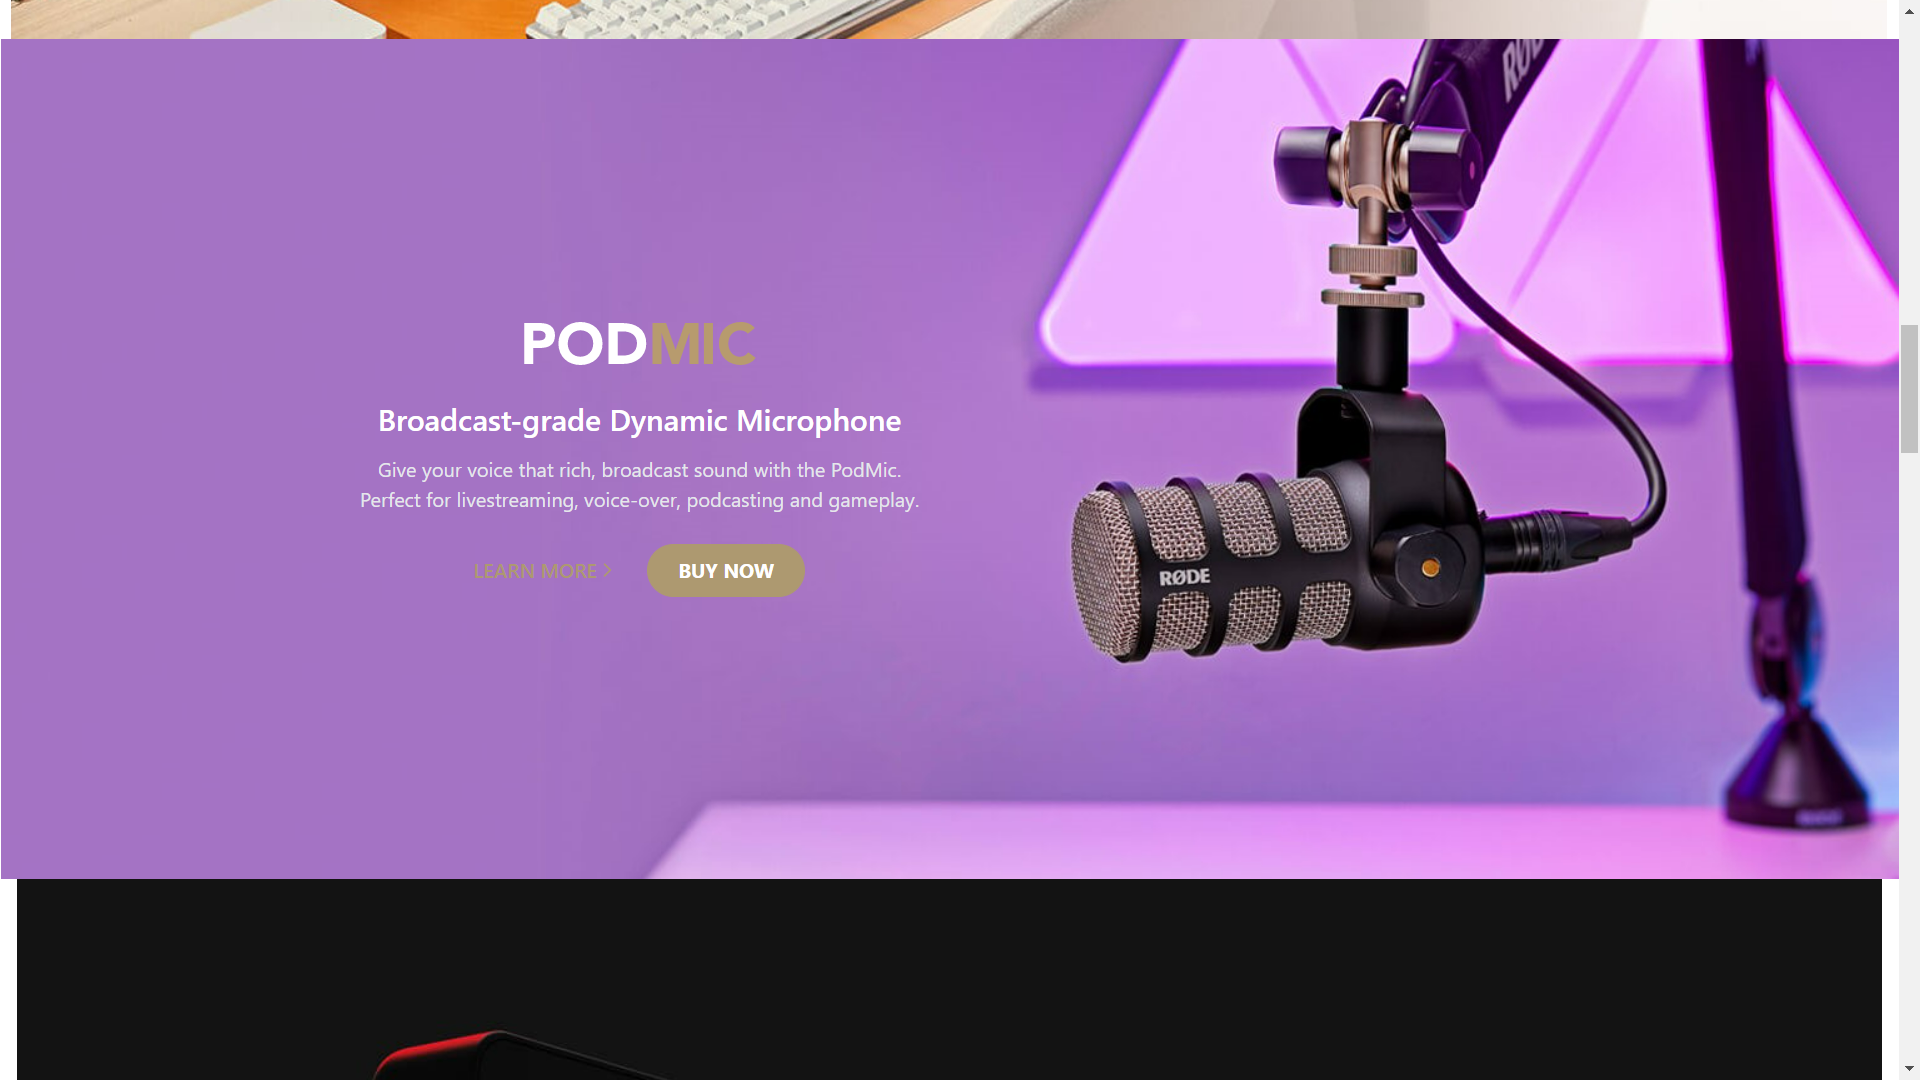 RØDE
PODMIC
Broadcast-grade Dynamic Microphone
Give your voice that rich, broadcast sound with the PodMic.
Perfect for livestreaming, voice-over, podcasting and gameplay.
LEARN MORE
BUY NOW
RØDE